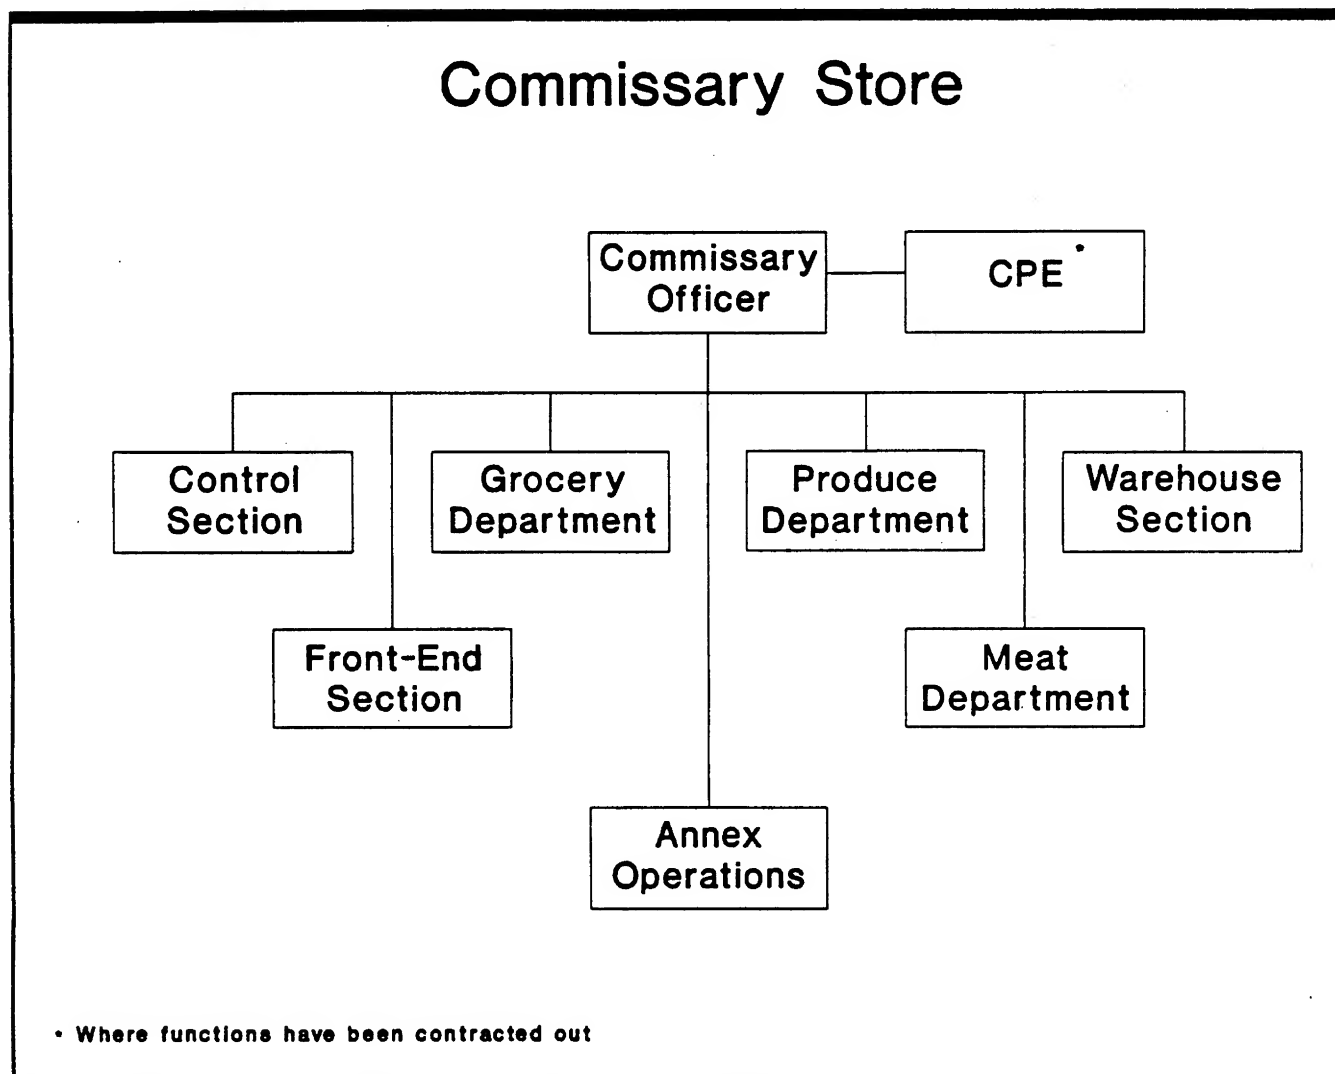 Commissary Store
Commissary
Officer
CPE *
Control
Section
Grocery
Department
Produce
Department
Warehouse
Section
Front-End
Section
Meat
Department
Annex
Operations
* Where functions have been contracted out